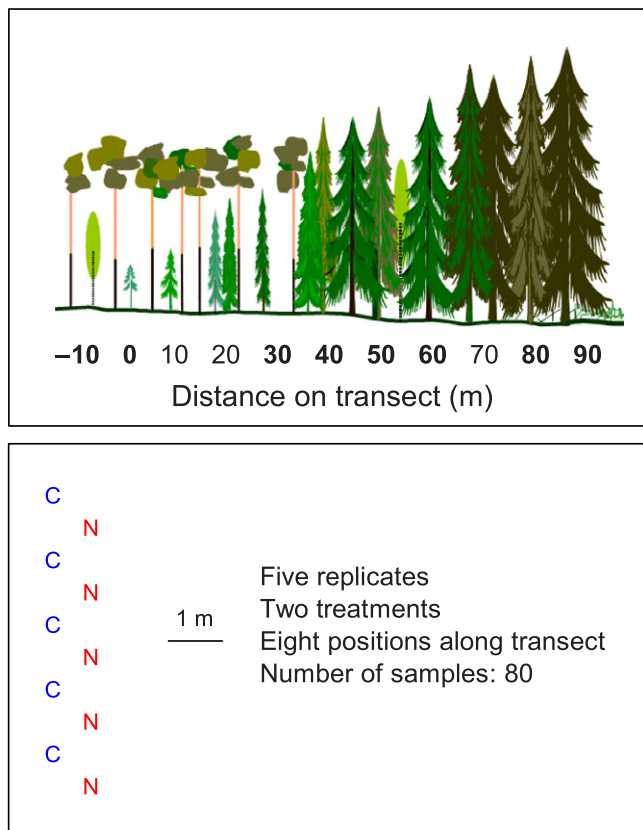 –10 0 10 20 30 40 50 60 70 80 90
Distance on transect (m)
C
N
C
N
C
N
C
N
C
N
1 m
Five replicates
Two treatments
Eight positions along transect
Number of samples: 80